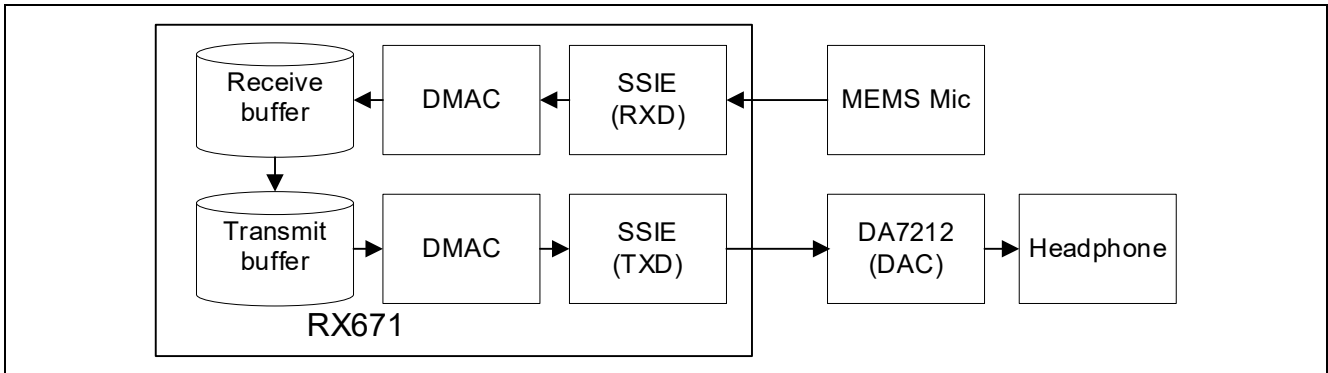 Receive
buffer
DMAC
SSIE
(RXD)
MEMS Mic
Transmit
buffer
DMAC
SSIE
(TXD)
DA7212
(DAC)
Headphone
RX671